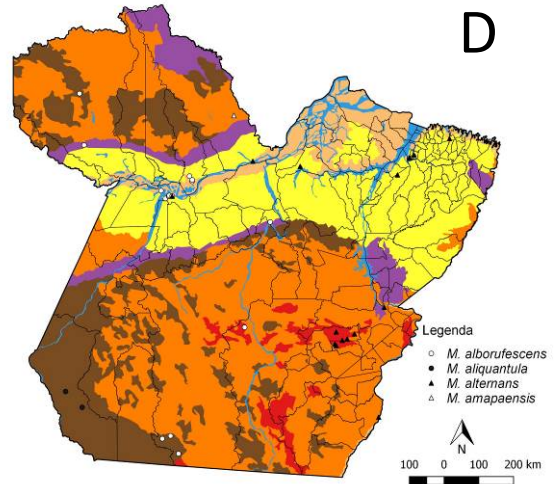 D
Legenda
M. alborufescens
M. aliquantula
M. alternans
M. amapaensis
N
100 0 100 200 km